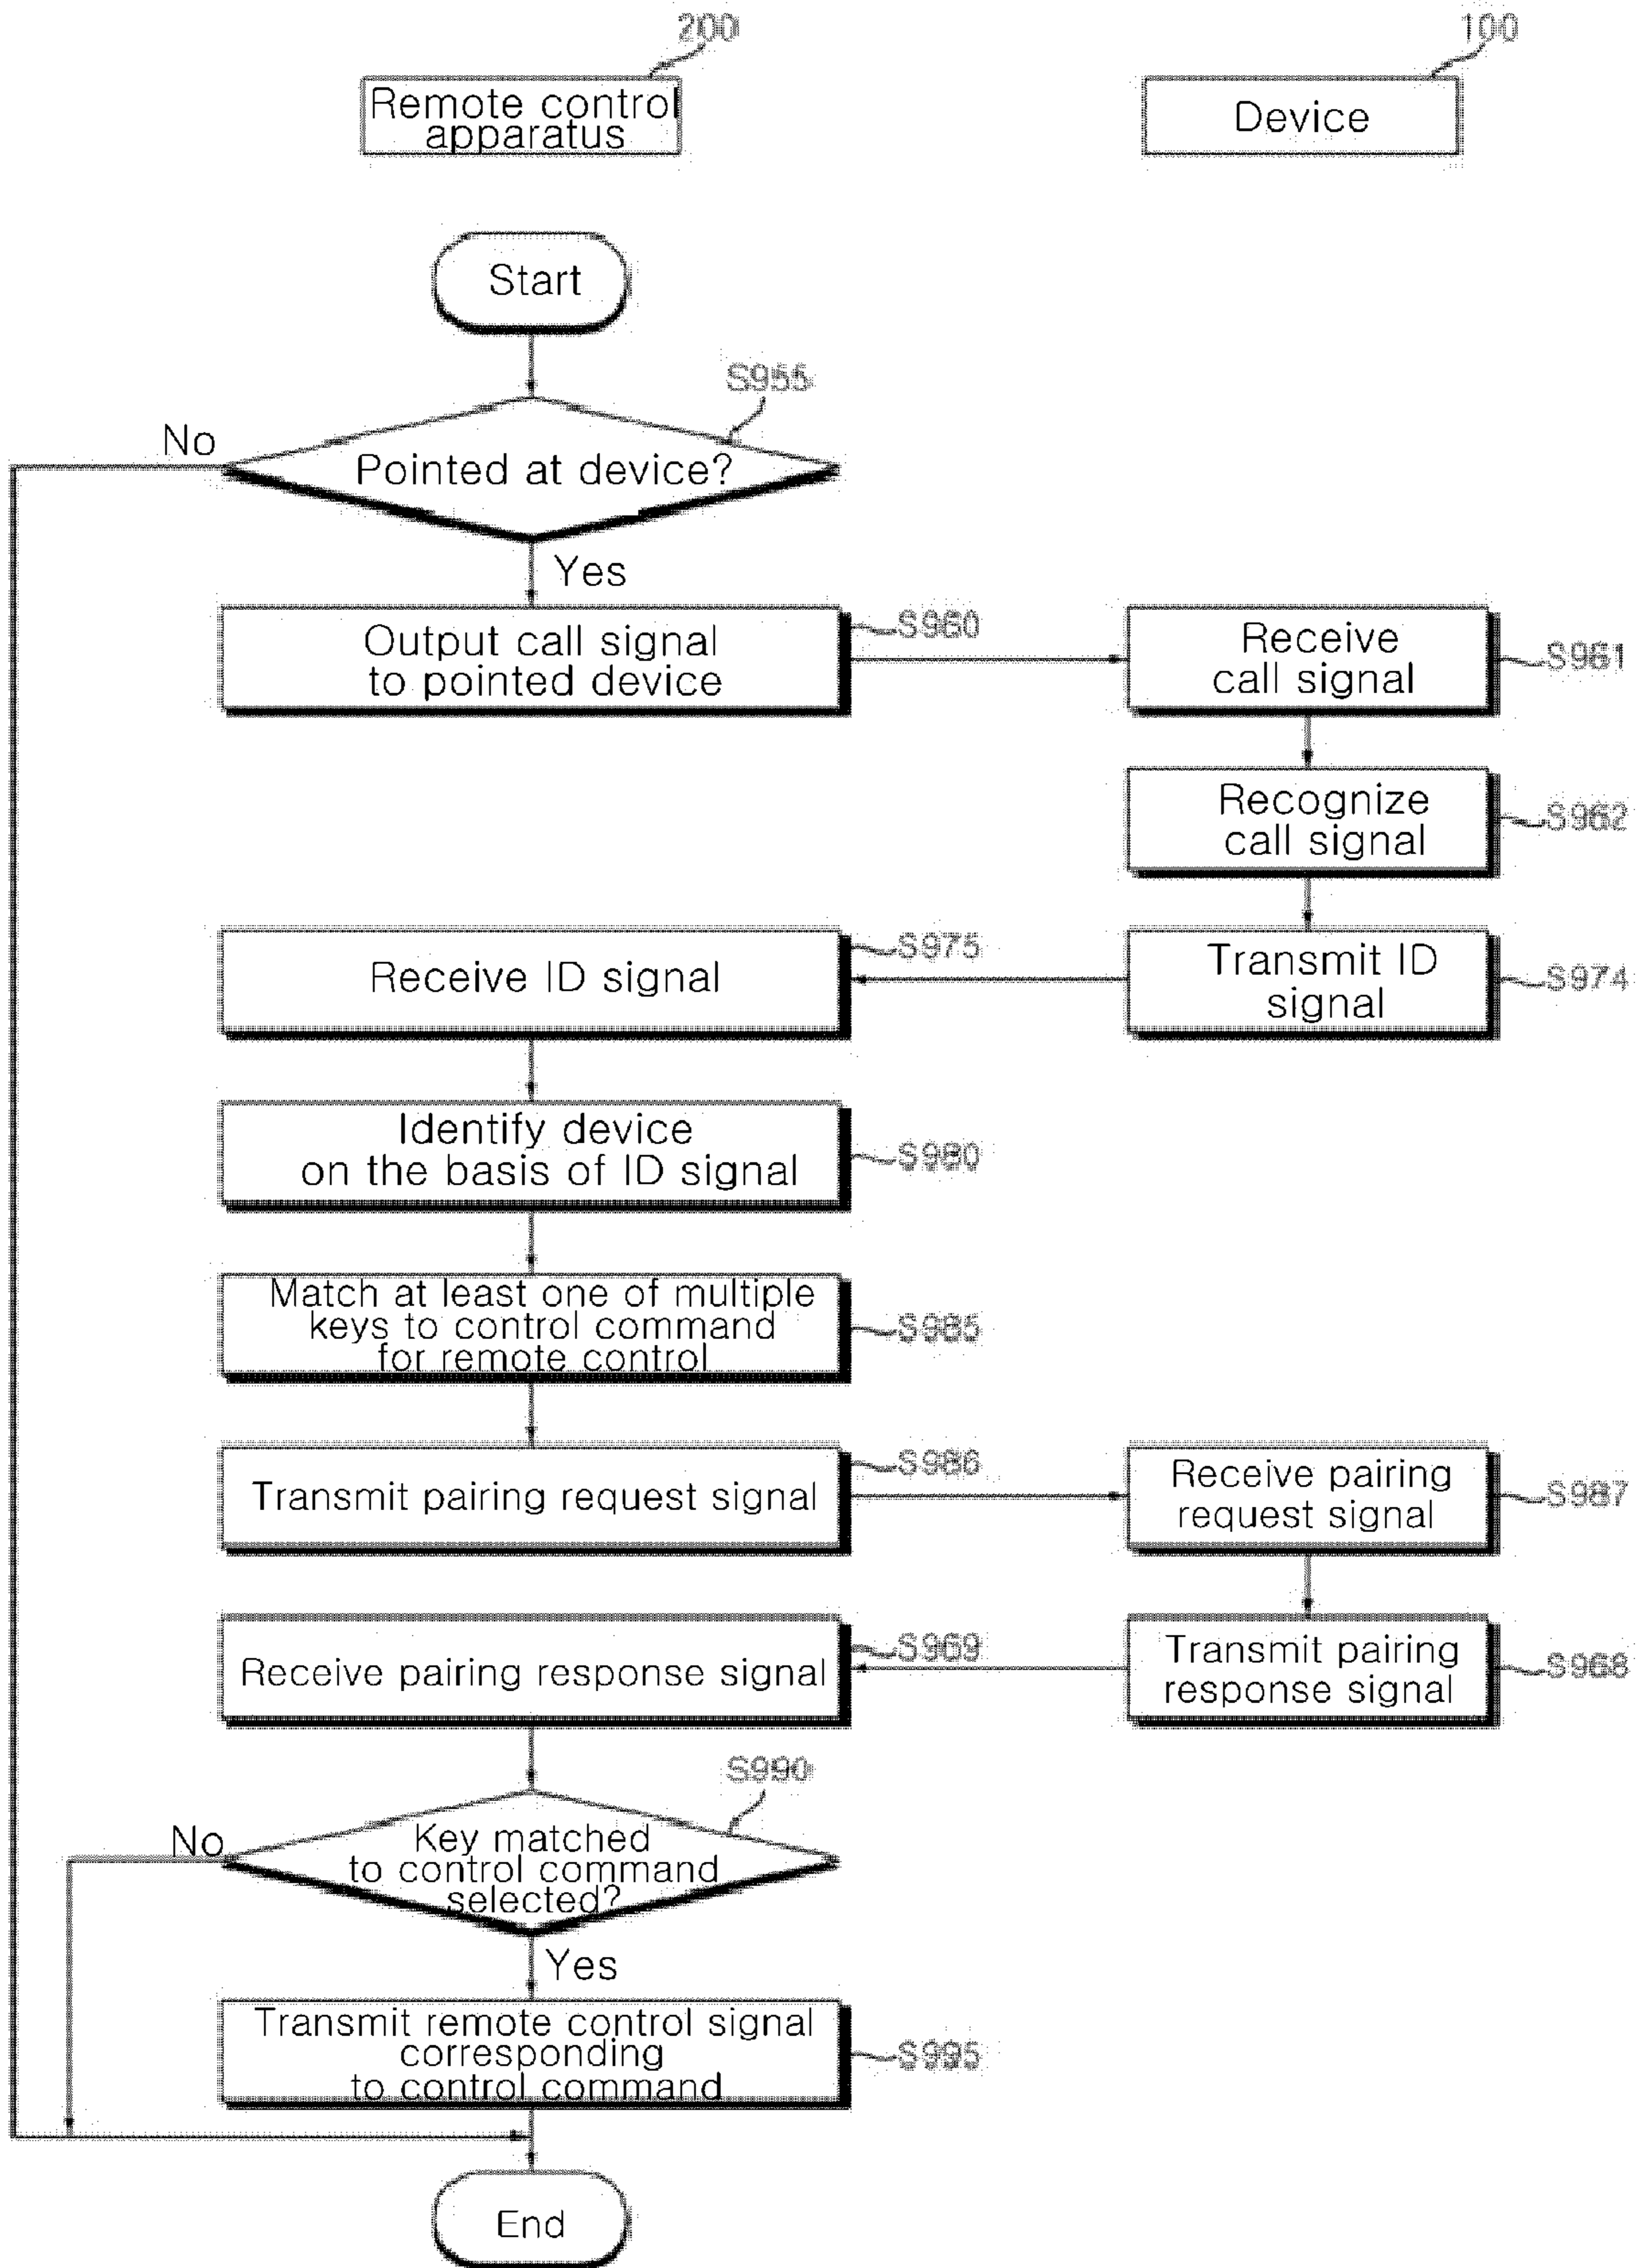 200
100
Remote control
apparatus
Device
Start
S955
No
Pointed at device?
Yes
Output call signal
to pointed device
S960
Receive
call signal
S961
Recognize
call signal
S962
Receive ID signal
S975
Transmit ID
signal
S974
Identify device
on the basis of ID signal
S980
Match at least one of multiple
keys to control command
for remote control
S985
Transmit pairing request signal
S986
Receive pairing
request signal
S987
Receive pairing response signal
S969
Transmit pairing
response signal
S968
S990
No
Key matched
to control command
selected?
Yes
Transmit remote control signal
corresponding
to control command
S995
End